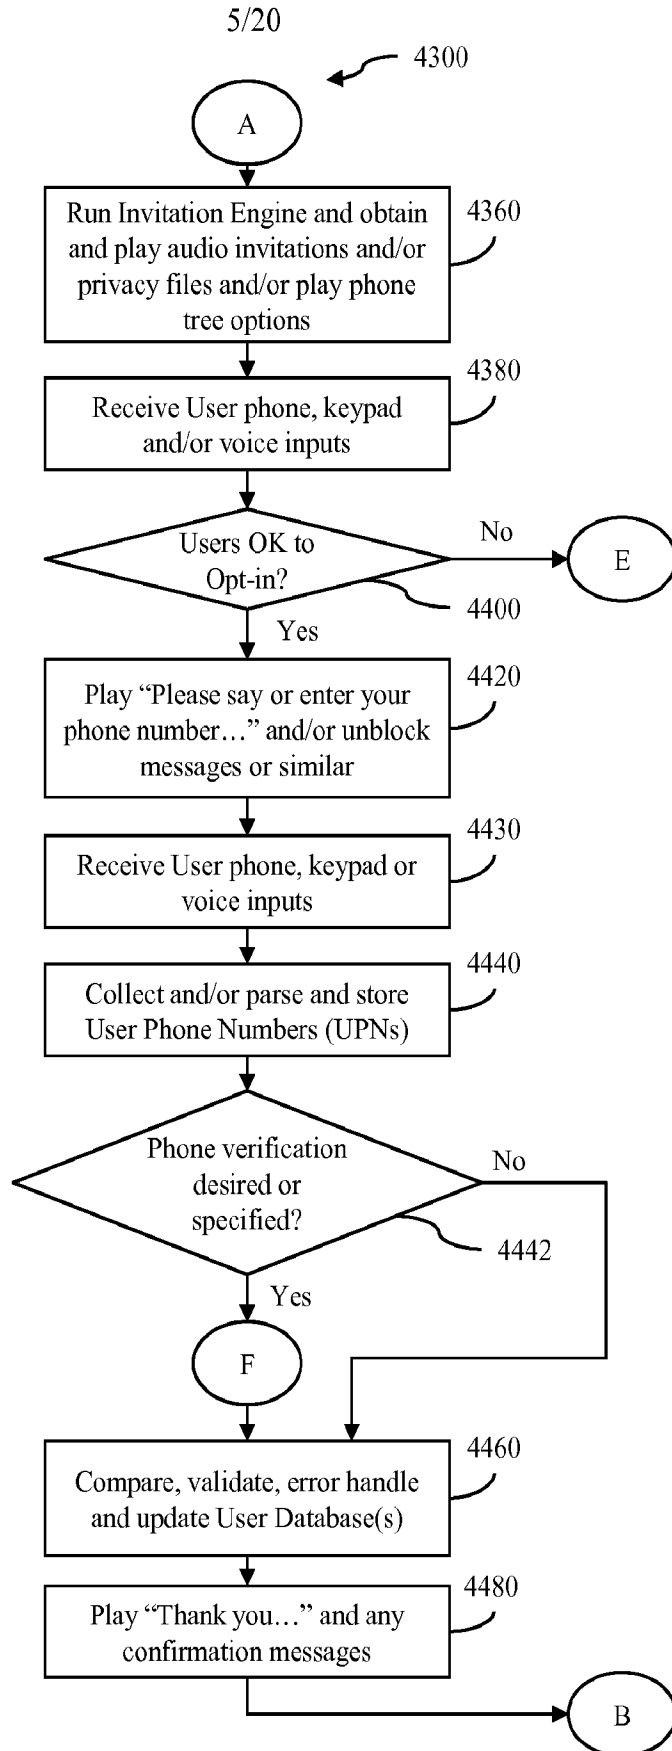 5/20
4300
A
Run Invitation Engine and obtain
and play audio invitations and/or
privacy files and/or play phone
tree options
4360
Receive User phone, keypad
and/or voice inputs
4380
Users OK to
Opt-in?
No
E
4400
Yes
Play “Please say or enter your
phone number…” and/or unblock
messages or similar
4420
Receive User phone, keypad or
voice inputs
4430
Collect and/or parse and store
User Phone Numbers (UPNs)
4440
Phone verification
desired or
specified?
No
4442
Yes
F
Compare, validate, error handle
and update User Database(s)
4460
Play “Thank you…” and any
confirmation messages
4480
B